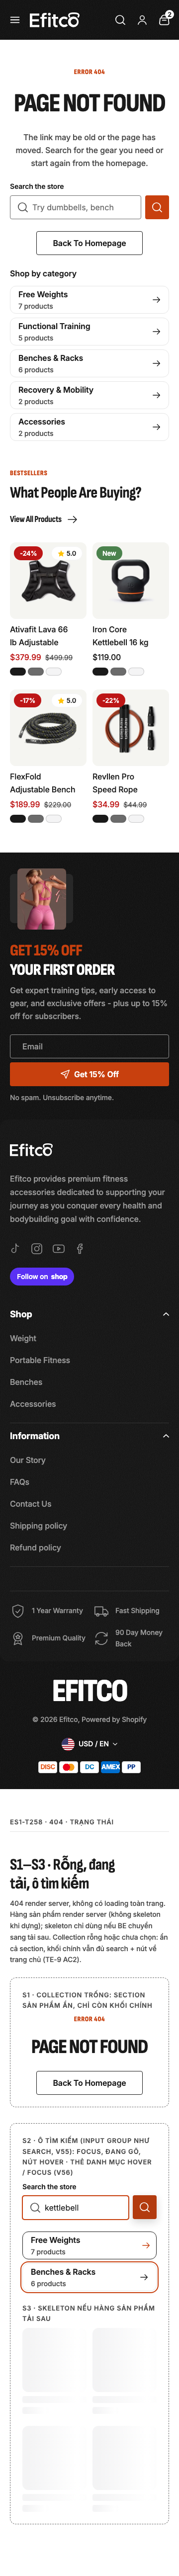 Efitco
2
ERROR 404
PAGE NOT FOUND
The link may be old or the page has
moved. Search for the gear you need or
start again from the homepage.
Search the store
Try dumbbells, bench
Back To Homepage
Shop by category
Free Weights
7 products
Functional Training
5 products
Benches & Racks
6 products
Recovery & Mobility
2 products
Accessories
2 products
BESTSELLERS
What People Are Buying?
View All Products
-24%
5.0
New
Ativafit Lava 66
lb Adjustable
$379.99 $499.99
Iron Core
Kettlebell 16 kg
$119.00
-17%
5.0
-22%
FlexFold
Adjustable Bench
$189.99 $229.00
Revllen Pro
Speed Rope
$34.99 $44.99
GET 15% OFF
YOUR FIRST ORDER
Get expert training tips, early access to
gear, and exclusive offers - plus up to 15%
off for subscribers.
Email
Get 15% Off
No spam. Unsubscribe anytime.
Efitco
Efitco provides premium fitness
accessories dedicated to supporting your
journey as you embrace new heights and
bodybuilding goal with confidence.
Follow on shop
Shop
Weight
Portable Fitness
Benches
Accessories
Information
Our Story
FAQs
Contact Us
Shipping policy
Refund policy
1 Year Warranty
Fast Shipping
Premium Quality
90 Day Money
Back
EFITCO
© 2026 Efitco, Powered by Shopify
USD / EN
DISC
DC
AMEX
PP
ES1-T258 · 404 · TRẠNG THÁI
S1–S3 · Rỗng, đang
tải, ô tìm kiếm
404 render server, không có loading toàn trang.
Hàng sản phẩm render server (không skeleton
khi dựng); skeleton chỉ dùng nếu BE chuyển
sang tải sau. Collection rỗng hoặc chưa chọn: ẩn
cả section, khối chính vẫn đủ search + nút về
trang chủ (TE-9 AC2).
S1 · COLLECTION TRỐNG: SECTION
SẢN PHẨM ẨN, CHỈ CÒN KHỐI CHÍNH
ERROR 404
PAGE NOT FOUND
Back To Homepage
S2 · Ô TÌM KIẾM (INPUT GROUP NHƯ
SEARCH, V55): FOCUS, ĐANG GÕ,
NÚT HOVER · THẺ DANH MỤC HOVER
/ FOCUS (V56)
Search the store
kettlebell
Free Weights
7 products
Benches & Racks
6 products
S3 · SKELETON NẾU HÀNG SẢN PHẨM
TẢI SAU